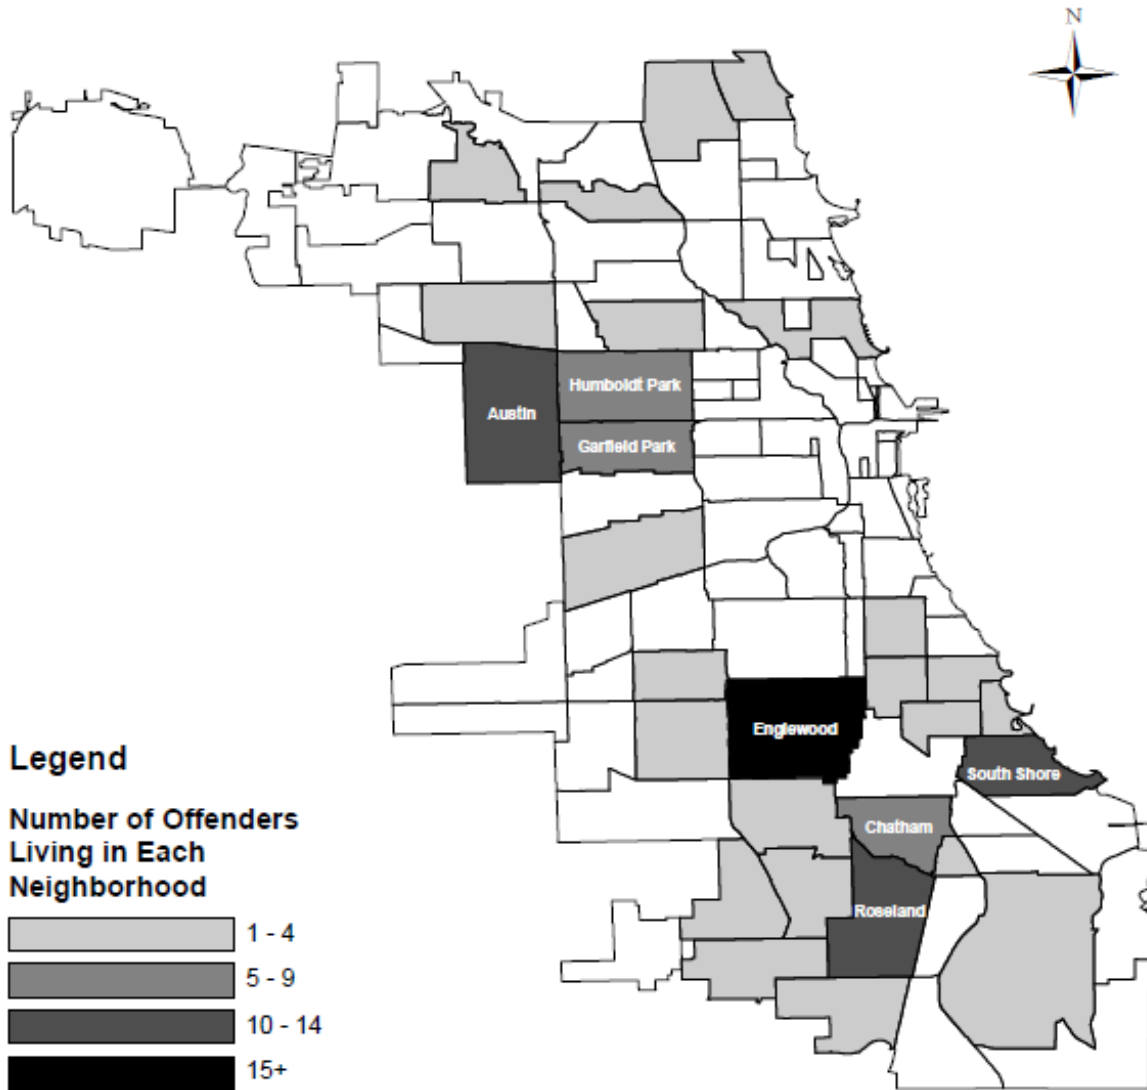 N
Humboldt Park
Austin
Garfield Park
Englewood
South Shore
Chatham
Roseland
Legend
Number of Offenders
Living in Each
Neighborhood
1 - 4
5 - 9
10 - 14
15+